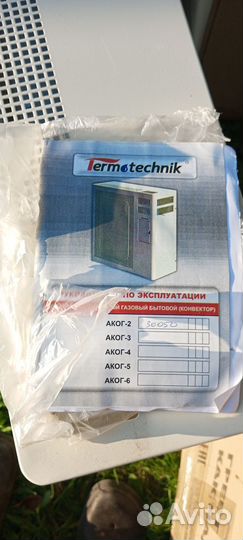 Termotechnik®
ПО ЭКСПЛУАТАЦИИ
ГАЗОВЫЙ БЫТОВОЙ (КОНВЕКТОР)
АКОГ-2
АКОГ-3
АКОГ-4
АКОГ-5
АКОГ-6
Avito